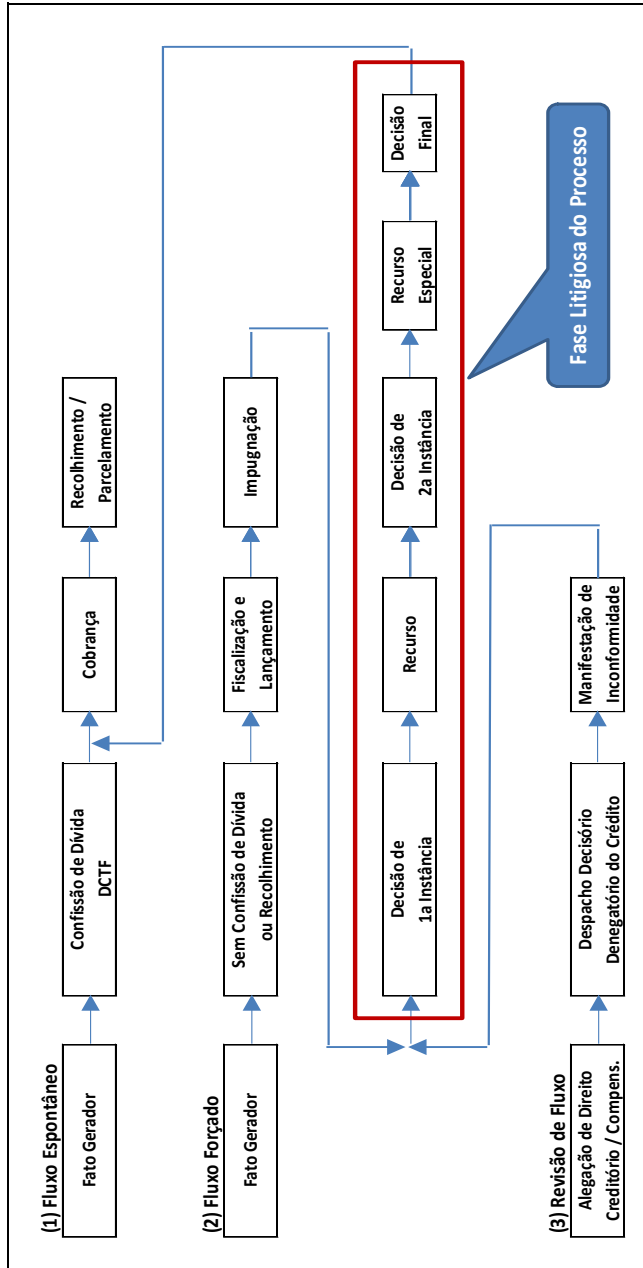 (1) Fluxo Espontâneo
Fato Gerador
Confissão de Dívida
DCTF
Cobrança
Recolhimento /
Parcelamento
(2) Fluxo Forçado
Fato Gerador
Sem Confissão de Dívida
ou Recolhimento
Fiscalização e
Lançamento
Impugnação
Decisão de
1a Instância
Recurso
Decisão de
2a Instância
Recurso
Especial
Decisão
Final
Fase Litigiosa do Processo
(3) Revisão de Fluxo
Alegação de Direito
Creditório / Compens.
Despacho Decisório
Denegatório do Crédito
Manifestação de
Inconformidade